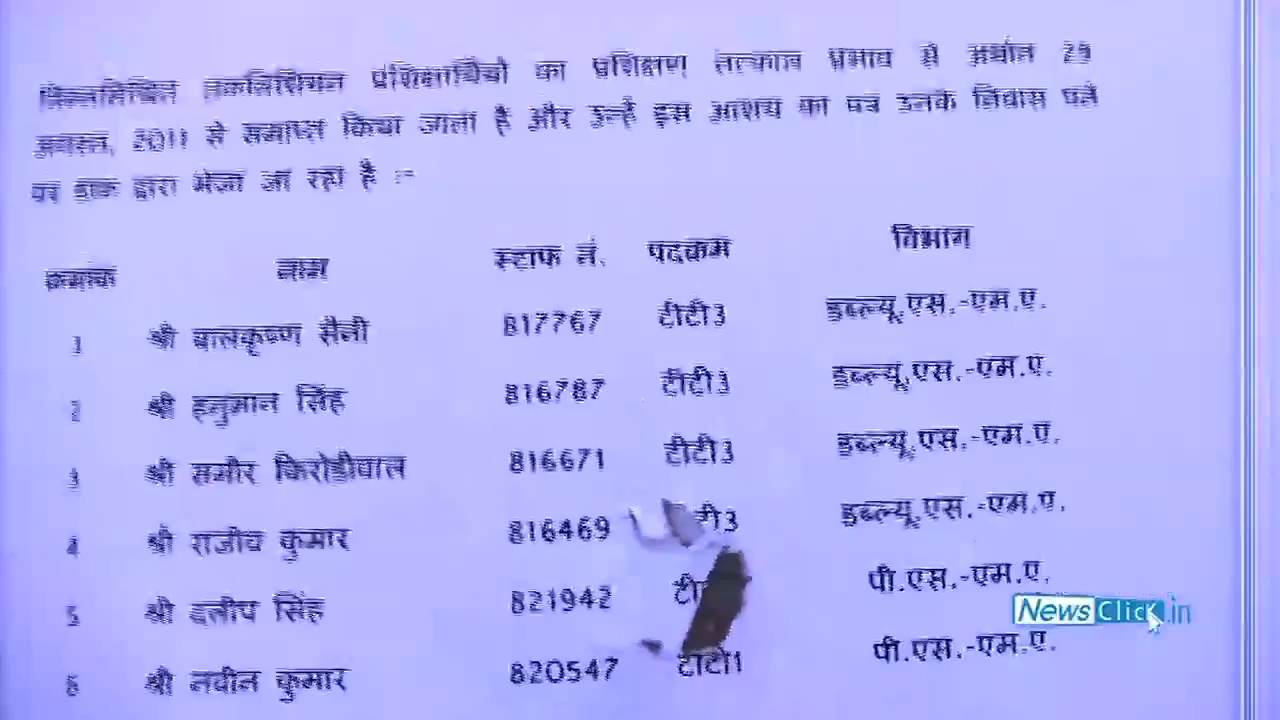 निम्नलिखित तकनिशियन प्रशिक्षार्थियों का प्रशिक्षण तत्काल प्रभाव से अर्थात 29
अगस्त, 2011 से समाप्त किया जाता है और उन्हें इस आशय का पत्र उनके निवास पते
पर डाक द्वारा भेजा जा रहा है :-
क्रमांक नाम स्टाफ नं. पदक्रम विभाग
1 श्री बालकृष्ण सैनी 817767 टीटी3 डब्ल्यू.एस.-एम.ए.
2 श्री हनुमान सिंह 816787 टीटी3 डब्ल्यू.एस.-एम.ए.
3 श्री समीर किरोडीवाल 816671 टीटी3 डब्ल्यू.एस.-एम.ए.
4 श्री राजीव कुमार 816469 टी3 डब्ल्यू.एस.-एम.ए.
5 श्री दलीप सिंह 821942 पी.एस.-एम.ए.
6 श्री नवीन कुमार 820547 टीटी1 पी.एस.-एम.ए.
NewsClick.in